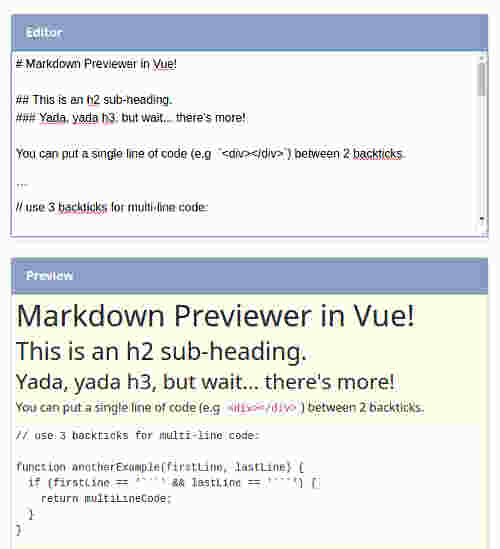 Editor
# Markdown Previewer in Vue!
## This is an h2 sub-heading.
### Yada, yada h3, but wait... there's more!
You can put a single line of code (e.g `<div></div>`) between 2 backticks.
```
// use 3 backticks for multi-line code:
Preview
Markdown Previewer in Vue!
This is an h2 sub-heading.
Yada, yada h3, but wait... there's more!
You can put a single line of code (e.g <div></div> ) between 2 backticks.
// use 3 backticks for multi-line code:
function anotherExample(firstLine, lastLine) {
if (firstLine == '```' && lastLine == '```') {
return multiLineCode;
}
}